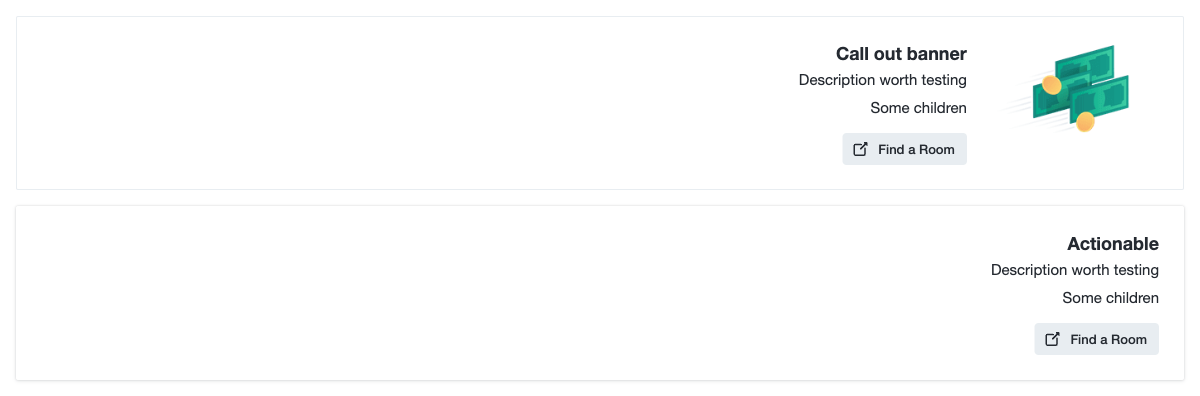 Call out banner
Description worth testing
Some children
Find a Room
Actionable
Description worth testing
Some children
Find a Room